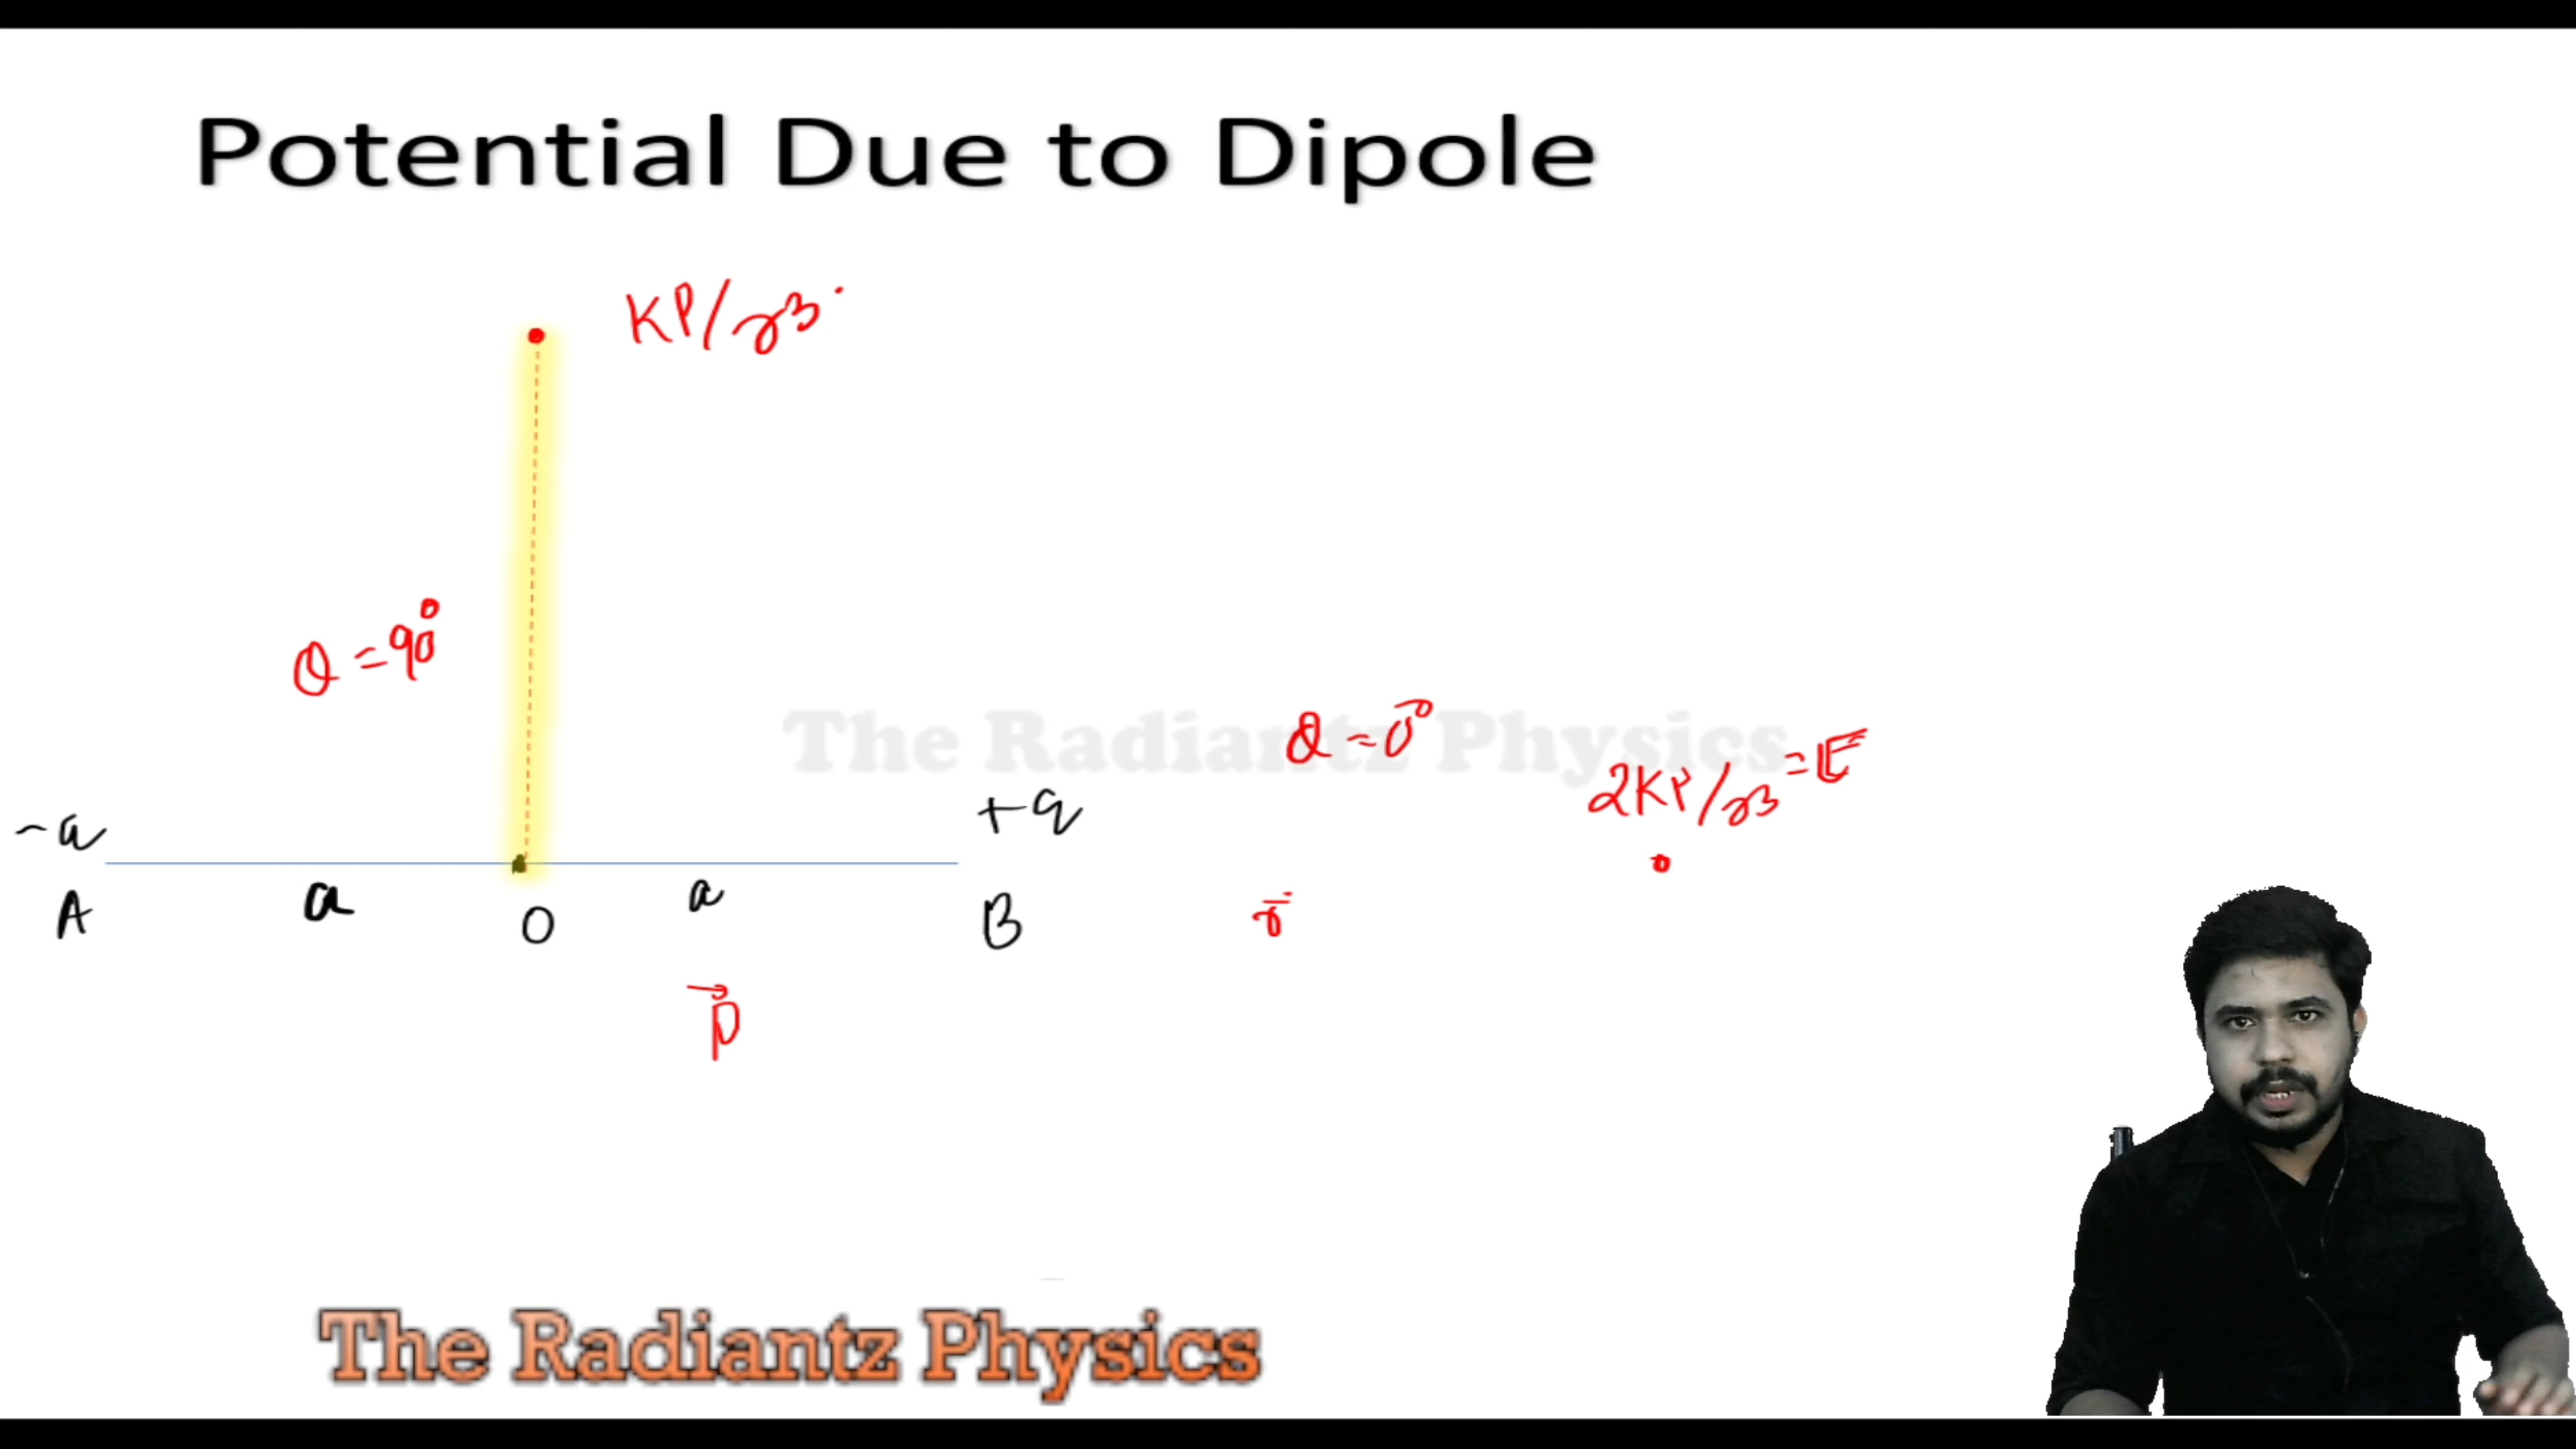 Potential Due to Dipole
KP/r3
θ = 90°
The Radiantz Physics
θ = 0°
2KP/r3 = E
-q
+q
A
a
O
a
B
r
p⃗
The Radiantz Physics